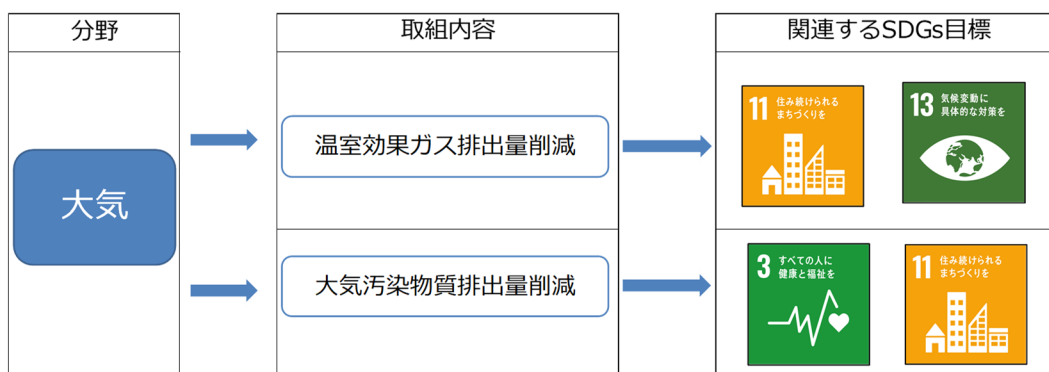 分野
取組内容
関連するSDGs目標
大気
温室効果ガス排出量削減
11 住み続けられる
まちづくりを
13 気候変動に
具体的な対策を
大気汚染物質排出量削減
3 すべての人に
健康と福祉を
11 住み続けられる
まちづくりを